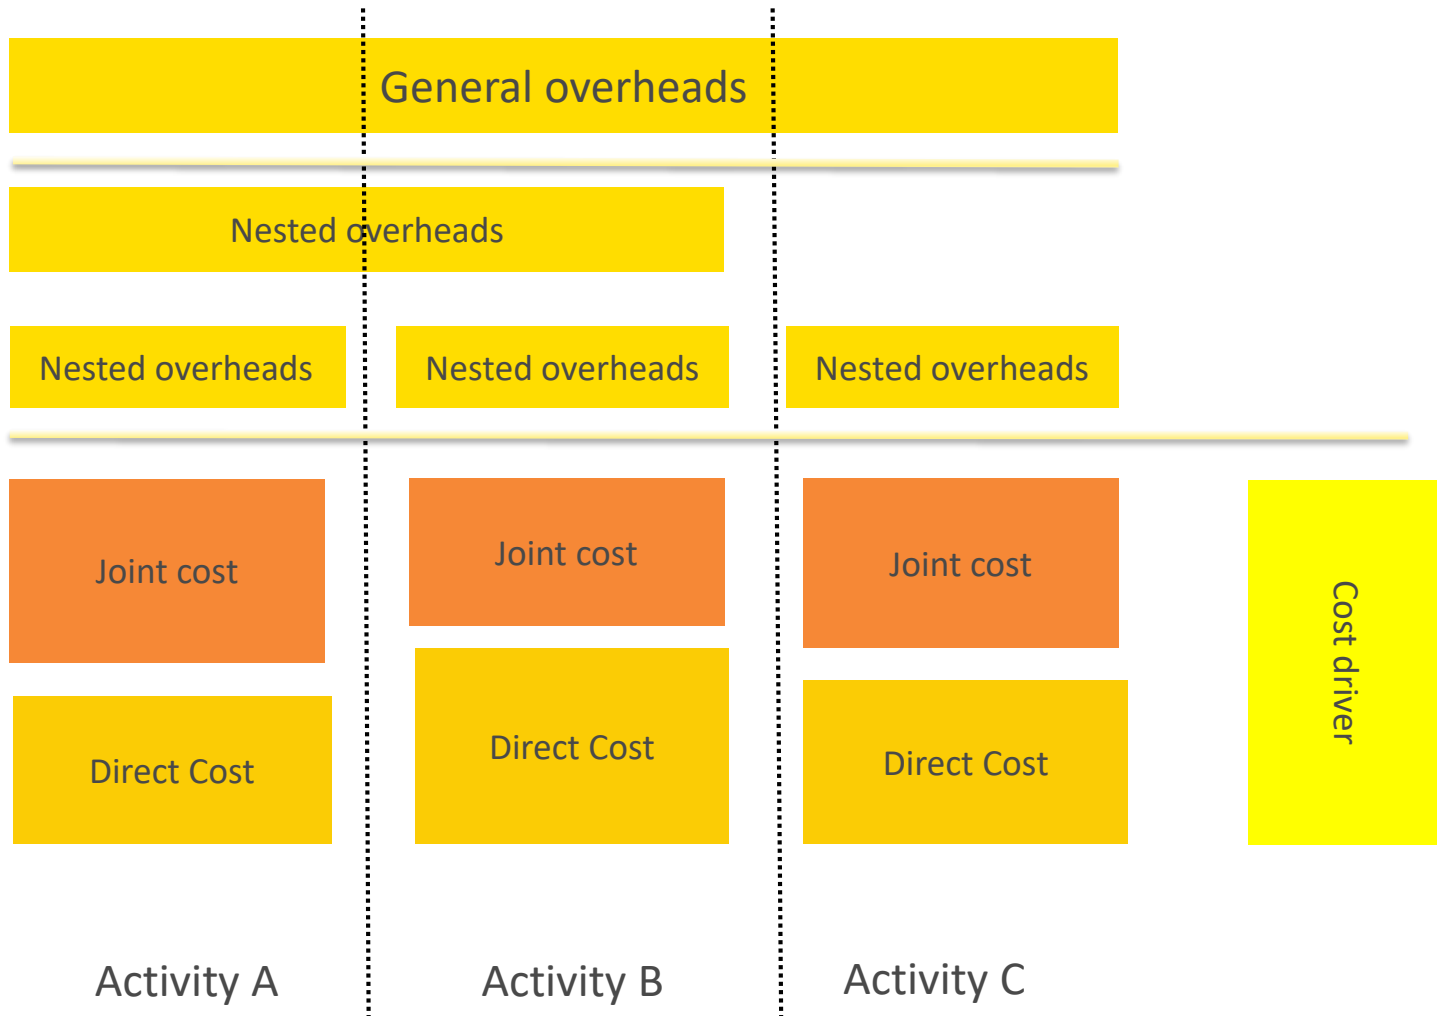 General overheads
Nested overheads
Nested overheads
Nested overheads
Nested overheads
Joint cost
Joint cost
Joint cost
Cost driver
Direct Cost
Direct Cost
Direct Cost
Activity A
Activity B
Activity C